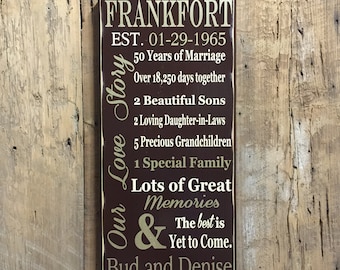 FRANKFORT
EST. 01-29-1965
Our Love Story
50 Years of Marriage
Over 18,250 days together
2 Beautiful Sons
2 Loving Daughter-in-Laws
5 Precious Grandchildren
1 Special Family
Lots of Great
Memories
& The best is
Yet to Come.
Bud and Denise